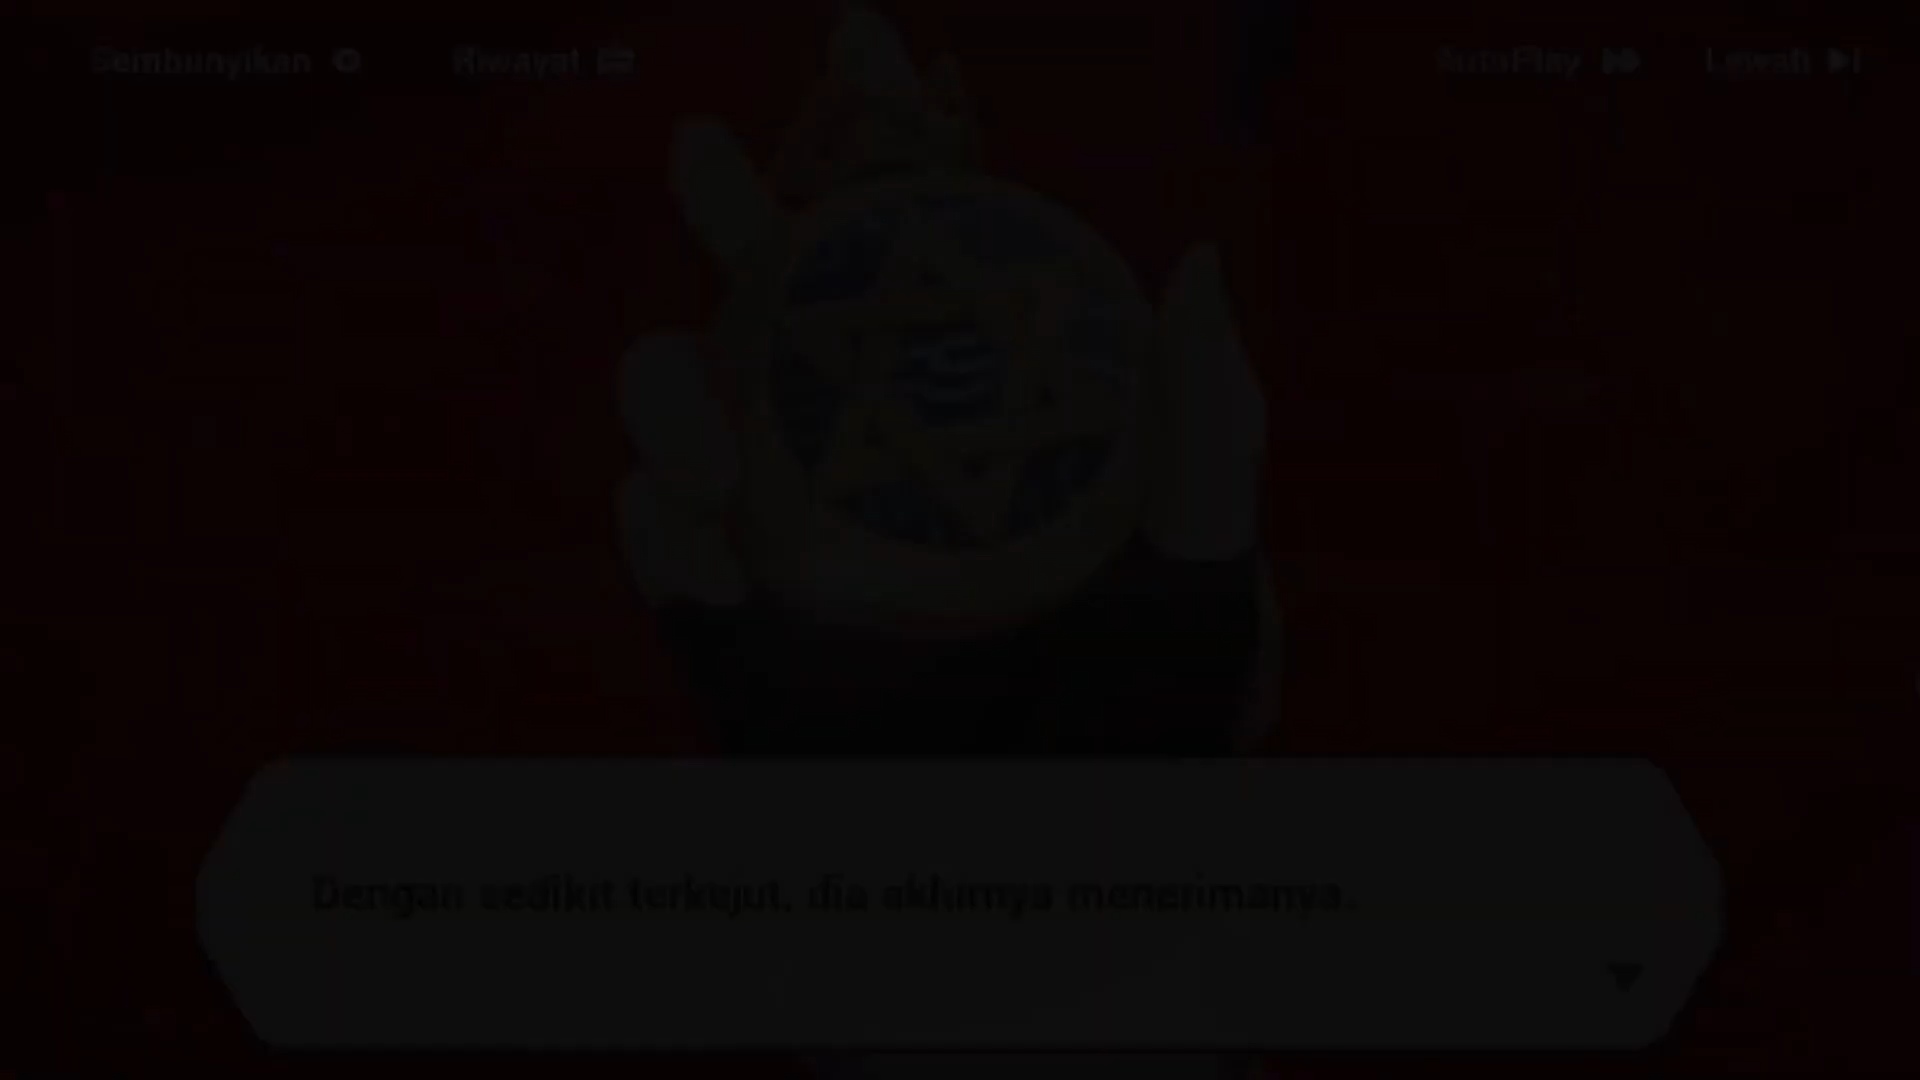 Sembunyikan
Riwayat
AutoPlay
Lewati
Dengan sedikit terkejut, dia akhirnya menerimanya.